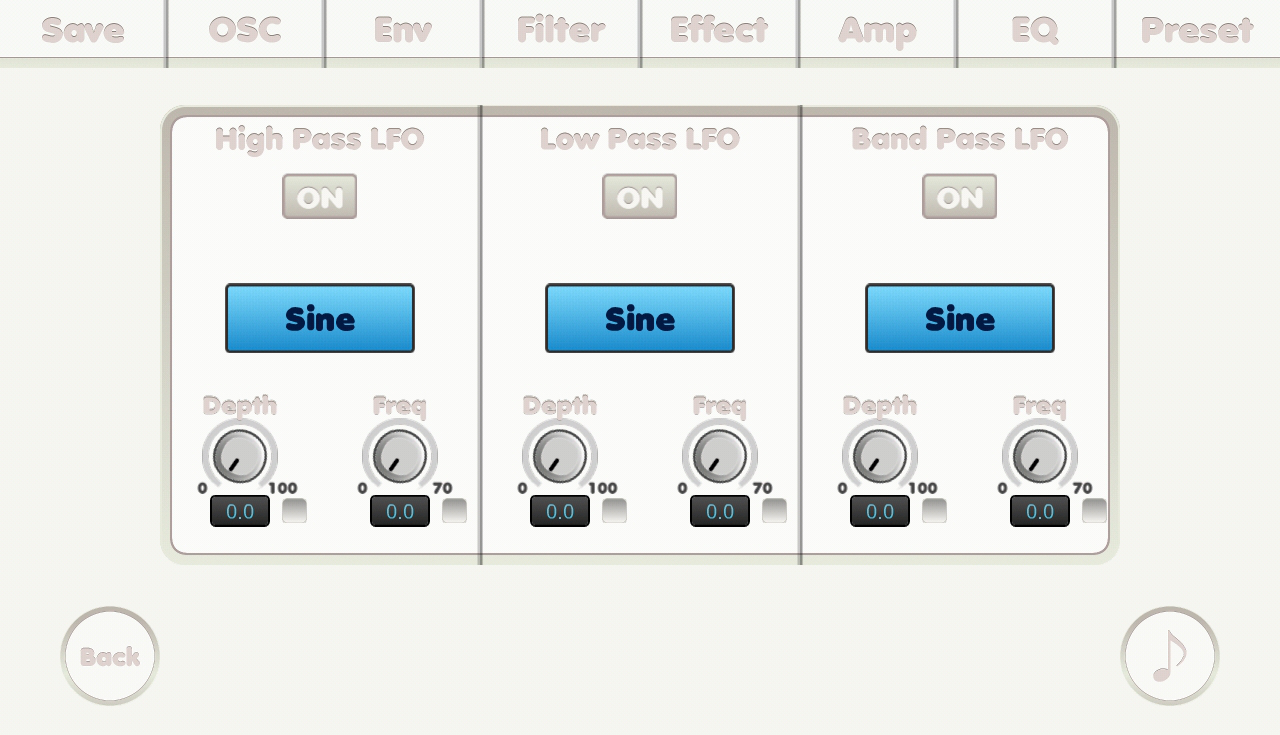 Save OSC Env Filter Effect Amp EQ Preset
High Pass LFO Low Pass LFO Band Pass LFO
ON ON ON
Sine Sine Sine
Depth Freq Depth Freq Depth Freq
0 100 0 70 0 100 0 70 0 100 0 70
0.0 0.0 0.0 0.0 0.0 0.0
Back